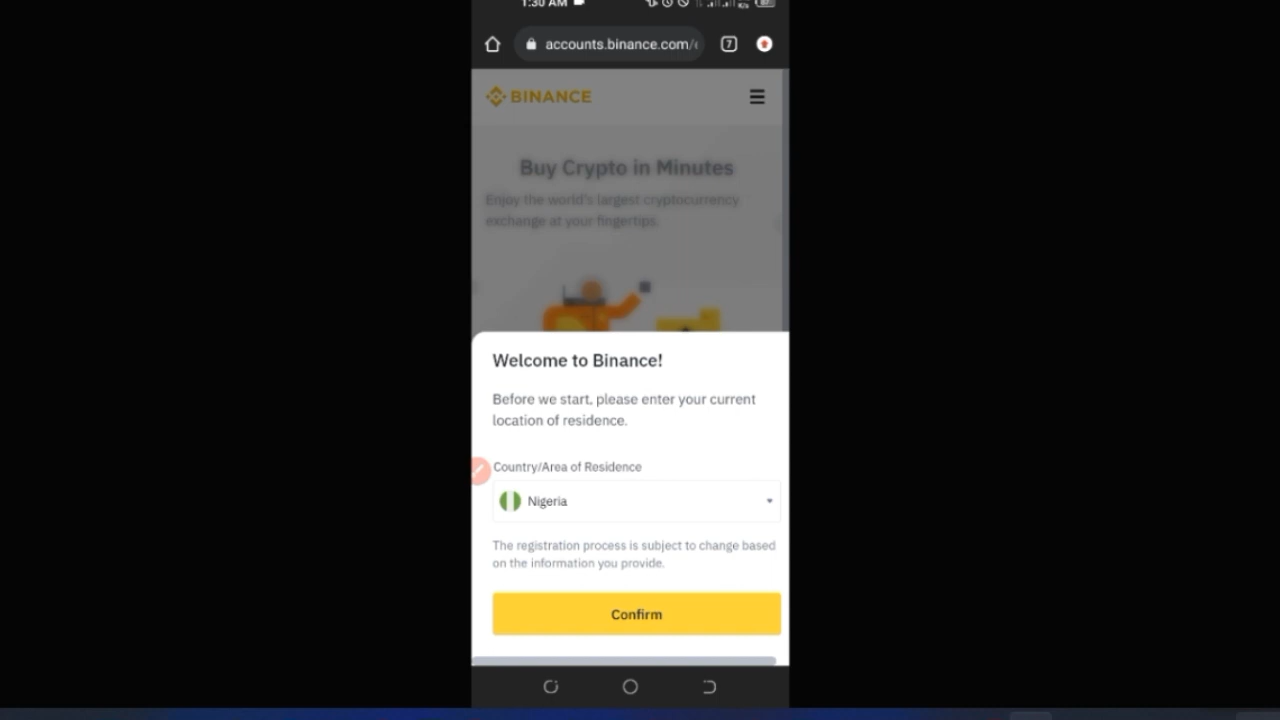 1:30 AM
accounts.binance.com/
7
BINANCE
Buy Crypto in Minutes
Enjoy the world's largest cryptocurrency
exchange at your fingertips.
Welcome to Binance!
Before we start, please enter your current
location of residence.
Country/Area of Residence
Nigeria
The registration process is subject to change based
on the information you provide.
Confirm